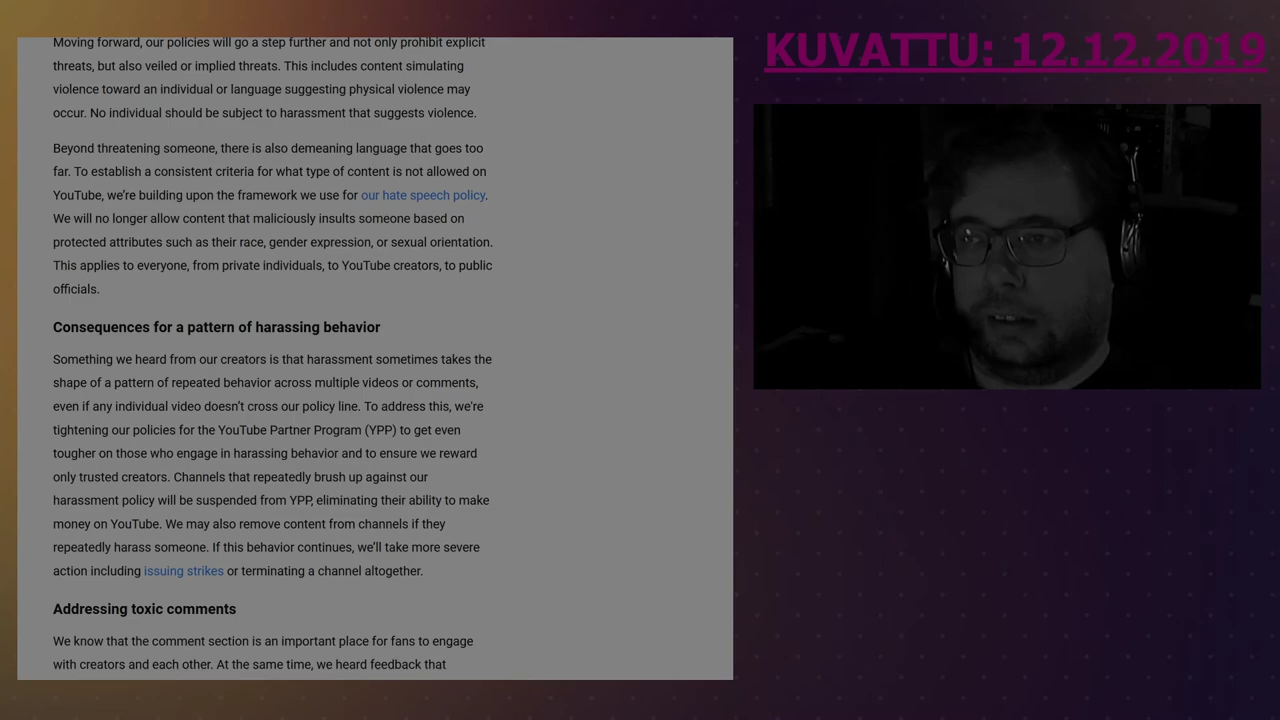 Moving forward, our policies will go a step further and not only prohibit explicit
threats, but also veiled or implied threats. This includes content simulating
violence toward an individual or language suggesting physical violence may
occur. No individual should be subject to harassment that suggests violence.
Beyond threatening someone, there is also demeaning language that goes too
far. To establish a consistent criteria for what type of content is not allowed on
YouTube, we’re building upon the framework we use for our hate speech policy.
We will no longer allow content that maliciously insults someone based on
protected attributes such as their race, gender expression, or sexual orientation.
This applies to everyone, from private individuals, to YouTube creators, to public
officials.
Consequences for a pattern of harassing behavior
Something we heard from our creators is that harassment sometimes takes the
shape of a pattern of repeated behavior across multiple videos or comments,
even if any individual video doesn’t cross our policy line. To address this, we're
tightening our policies for the YouTube Partner Program (YPP) to get even
tougher on those who engage in harassing behavior and to ensure we reward
only trusted creators. Channels that repeatedly brush up against our
harassment policy will be suspended from YPP, eliminating their ability to make
money on YouTube. We may also remove content from channels if they
repeatedly harass someone. If this behavior continues, we’ll take more severe
action including issuing strikes or terminating a channel altogether.
Addressing toxic comments
We know that the comment section is an important place for fans to engage
with creators and each other. At the same time, we heard feedback that
KUVATTU: 12.12.2019